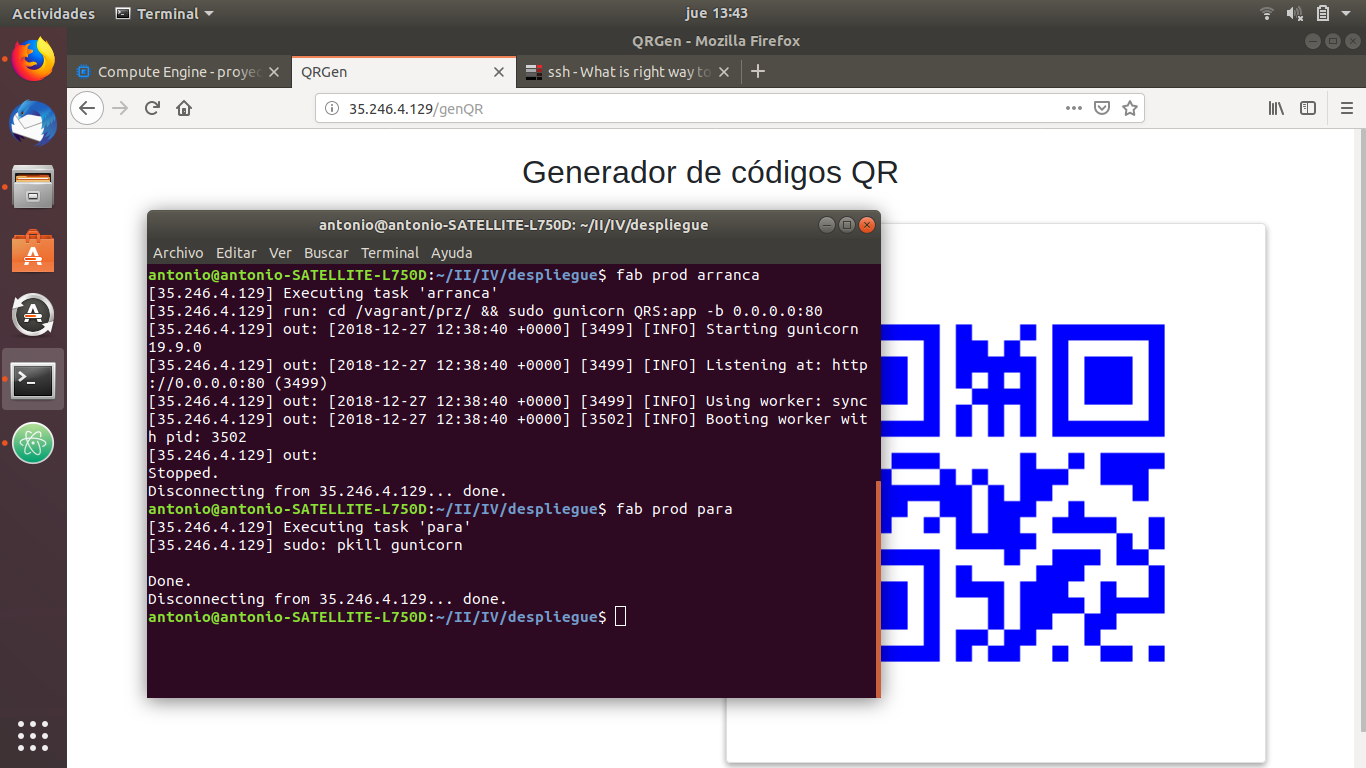 Actividades
Terminal
jue 13:43
QRGen - Mozilla Firefox
Compute Engine - proye
QRGen
ssh - What is right way to
35.246.4.129/genQR
Generador de códigos QR
antonio@antonio-SATELLITE-L750D: ~/II/IV/despliegue
Archivo Editar Ver Buscar Terminal Ayuda
antonio@antonio-SATELLITE-L750D:~/II/IV/despliegue$ fab prod arranca
[35.246.4.129] Executing task 'arranca'
[35.246.4.129] run: cd /vagrant/prz/ && sudo gunicorn QRS:app -b 0.0.0.0:80
[35.246.4.129] out: [2018-12-27 12:38:40 +0000] [3499] [INFO] Starting gunicorn
19.9.0
[35.246.4.129] out: [2018-12-27 12:38:40 +0000] [3499] [INFO] Listening at: http
://0.0.0.0:80 (3499)
[35.246.4.129] out: [2018-12-27 12:38:40 +0000] [3499] [INFO] Using worker: sync
[35.246.4.129] out: [2018-12-27 12:38:40 +0000] [3502] [INFO] Booting worker wit
h pid: 3502
[35.246.4.129] out:
Stopped.
Disconnecting from 35.246.4.129... done.
antonio@antonio-SATELLITE-L750D:~/II/IV/despliegue$ fab prod para
[35.246.4.129] Executing task 'para'
[35.246.4.129] sudo: pkill gunicorn
Done.
Disconnecting from 35.246.4.129... done.
antonio@antonio-SATELLITE-L750D:~/II/IV/despliegue$